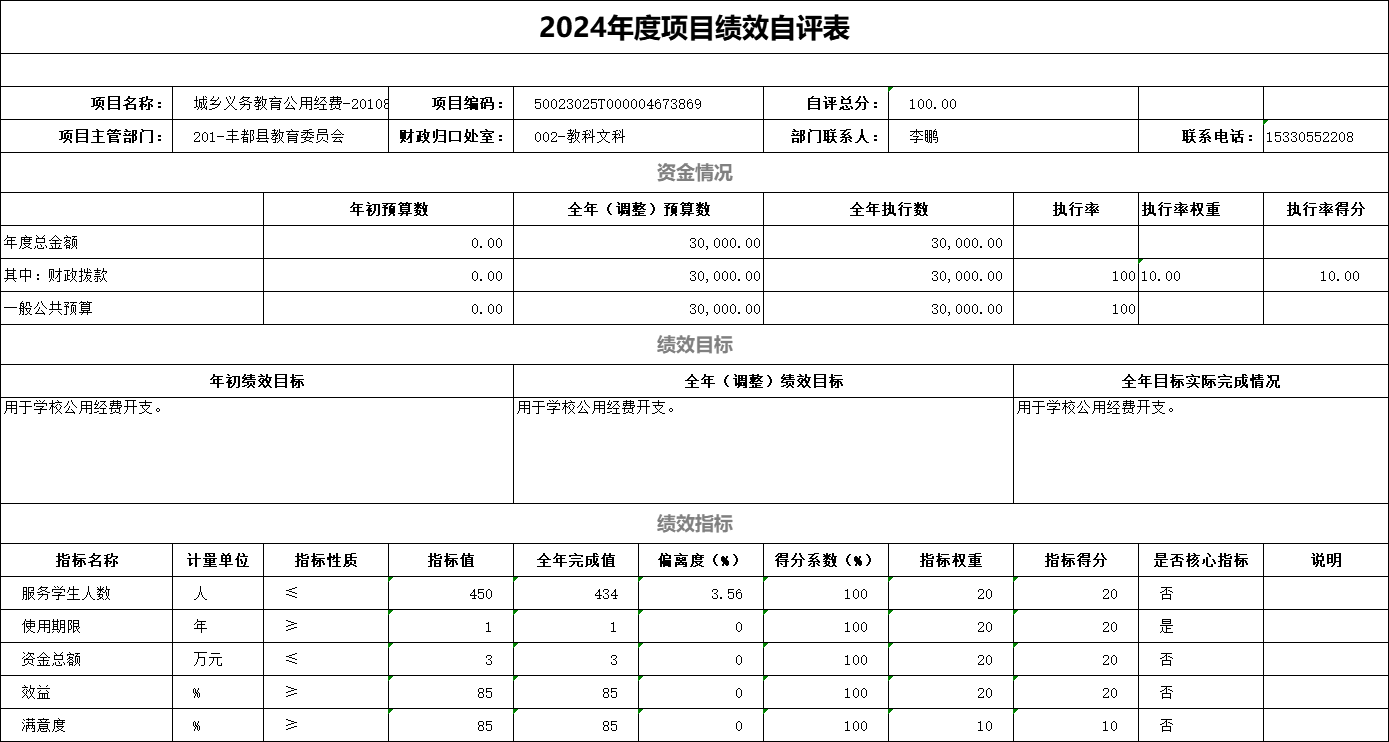 2024年度项目绩效自评表
项目名称： 城乡义务教育公用经费-20108 项目编码： 50023025T000004673869 自评总分： 100.00
项目主管部门： 201-丰都县教育委员会 财政归口处室： 002-教科文科 部门联系人： 李鹏 联系电话： 15330552208
资金情况
年初预算数 全年（调整）预算数 全年执行数 执行率 执行率权重 执行率得分
年度总金额 0.00 30,000.00 30,000.00
其中：财政拨款 0.00 30,000.00 30,000.00 100 10.00 10.00
一般公共预算 0.00 30,000.00 30,000.00 100
绩效目标
年初绩效目标 全年（调整）绩效目标 全年目标实际完成情况
用于学校公用经费开支。 用于学校公用经费开支。 用于学校公用经费开支。
绩效指标
指标名称 计量单位 指标性质 指标值 全年完成值 偏离度（%） 得分系数（%） 指标权重 指标得分 是否核心指标 说明
服务学生人数 人 ≤ 450 434 3.56 100 20 20 否
使用期限 年 ≥ 1 1 0 100 20 20 是
资金总额 万元 ≤ 3 3 0 100 20 20 否
效益 % ≥ 85 85 0 100 20 20 否
满意度 % ≥ 85 85 0 100 10 10 否